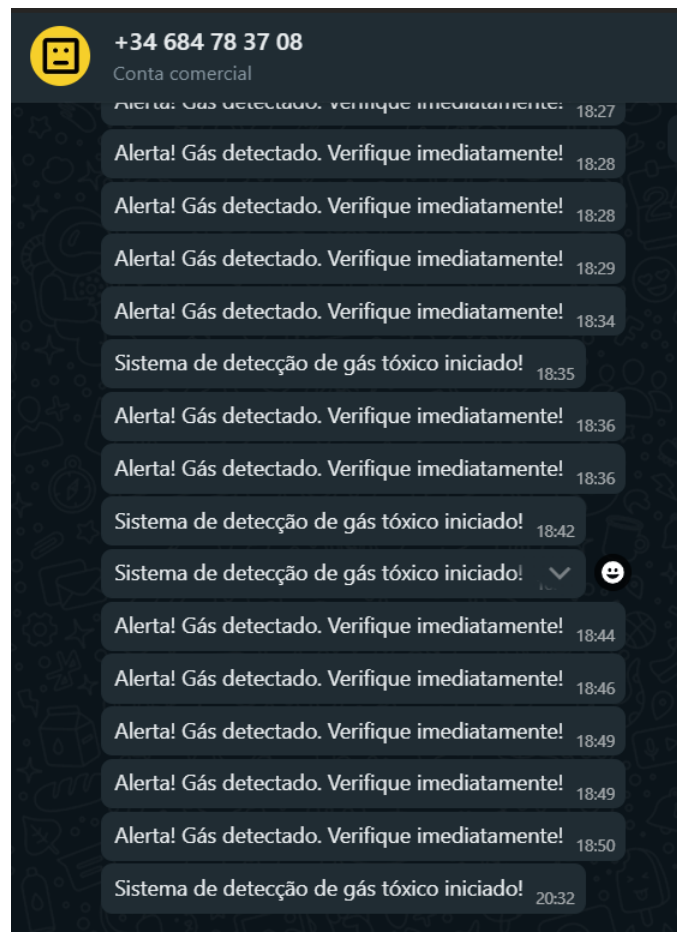 +34 684 78 37 08
Conta comercial
Alerta! Gás detectado. Verifique imediatamente! 18:27
Alerta! Gás detectado. Verifique imediatamente! 18:28
Alerta! Gás detectado. Verifique imediatamente! 18:28
Alerta! Gás detectado. Verifique imediatamente! 18:29
Alerta! Gás detectado. Verifique imediatamente! 18:34
Sistema de detecção de gás tóxico iniciado! 18:35
Alerta! Gás detectado. Verifique imediatamente! 18:36
Alerta! Gás detectado. Verifique imediatamente! 18:36
Sistema de detecção de gás tóxico iniciado! 18:42
Sistema de detecção de gás tóxico iniciado!
Alerta! Gás detectado. Verifique imediatamente! 18:44
Alerta! Gás detectado. Verifique imediatamente! 18:46
Alerta! Gás detectado. Verifique imediatamente! 18:49
Alerta! Gás detectado. Verifique imediatamente! 18:49
Alerta! Gás detectado. Verifique imediatamente! 18:50
Sistema de detecção de gás tóxico iniciado! 20:32